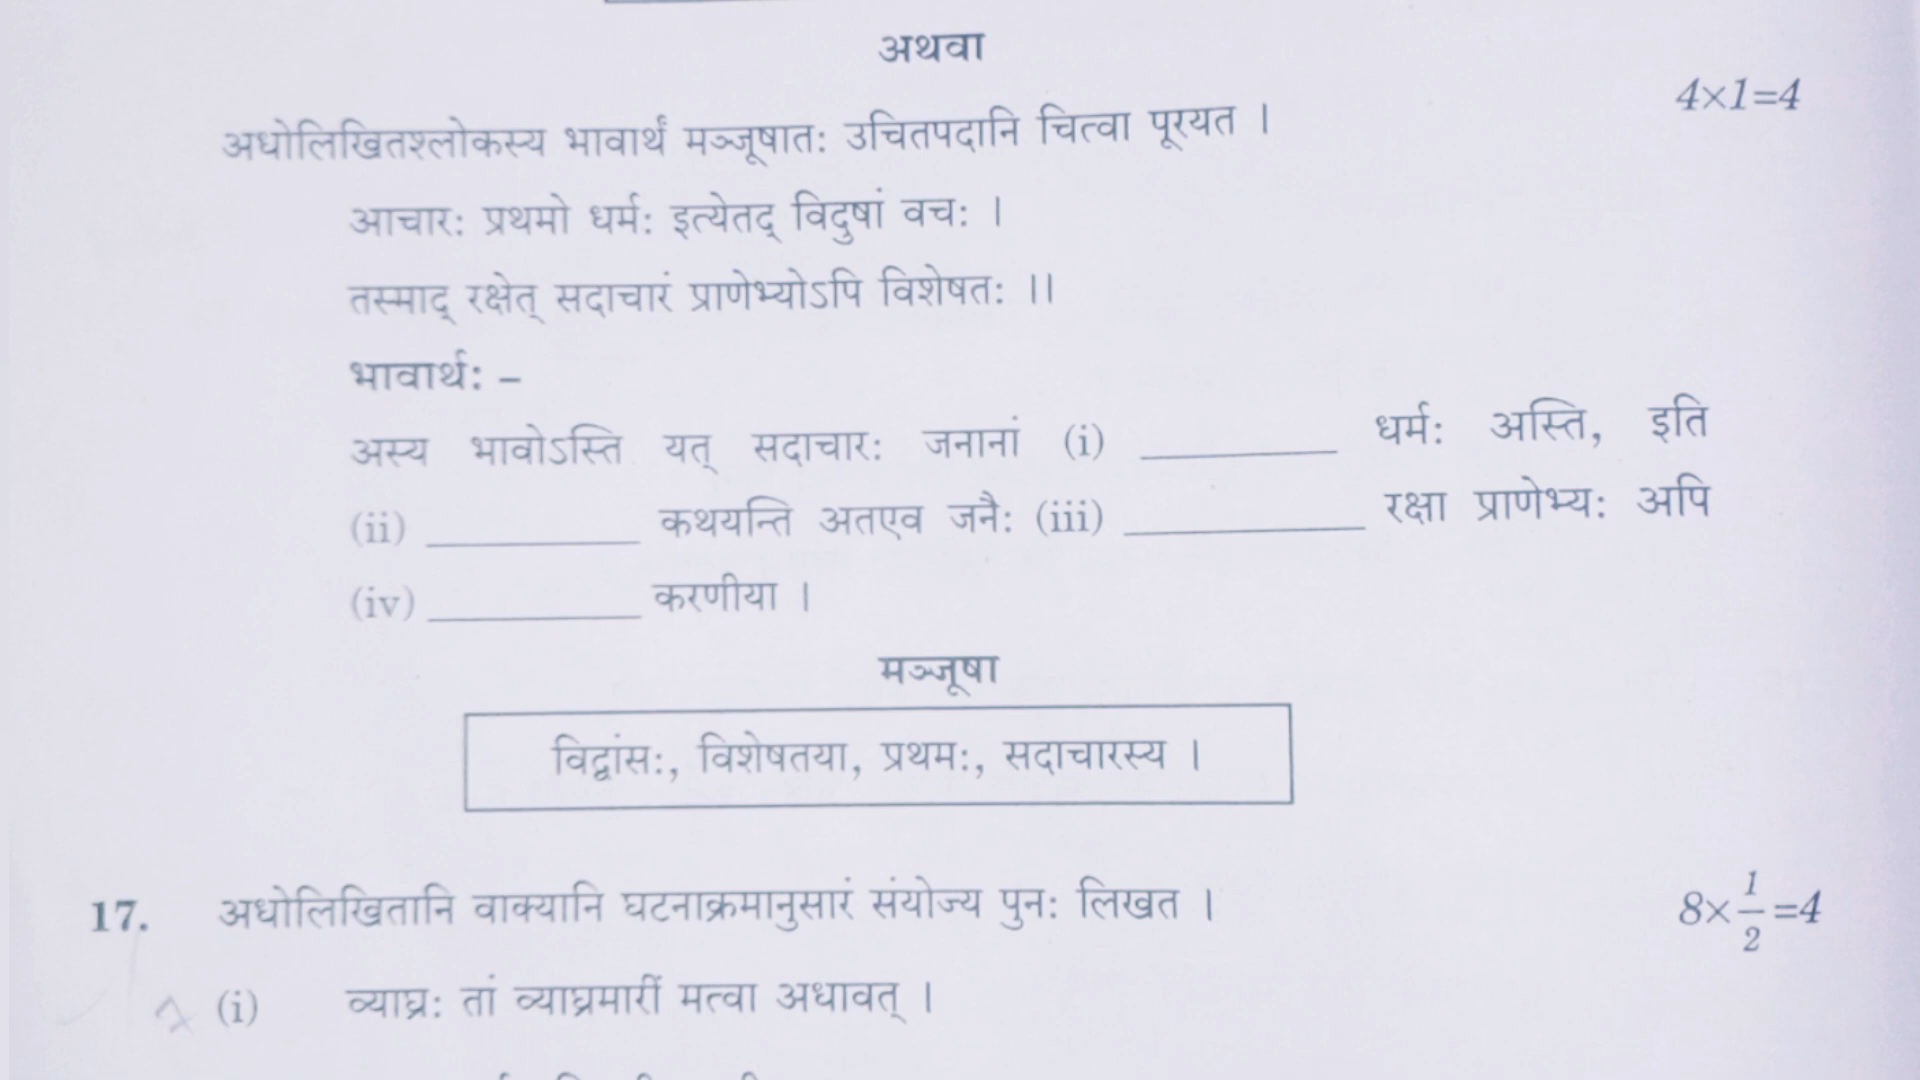 अथवा
4×1=4
अधोलिखितश्लोकस्य भावार्थं मञ्जूषातः उचितपदानि चित्वा पूरयत ।
आचारः प्रथमो धर्मः इत्येतद् विदुषां वचः ।
तस्माद् रक्षेत् सदाचारं प्राणेभ्योऽपि विशेषतः ।।
भावार्थः –
अस्य भावोऽस्ति यत् सदाचारः जनानां (i) ________ धर्मः अस्ति, इति
(ii) ________ कथयन्ति अतएव जनैः (iii) ________ रक्षा प्राणेभ्यः अपि
(iv) ________ करणीया ।
मञ्जूषा
विद्वांसः, विशेषतया, प्रथमः, सदाचारस्य ।
17. अधोलिखितानि वाक्यानि घटनाक्रमानुसारं संयोज्य पुनः लिखत । 8×1/2=4
(i) व्याघ्रः तां व्याघ्रमारीं मत्वा अधावत् ।